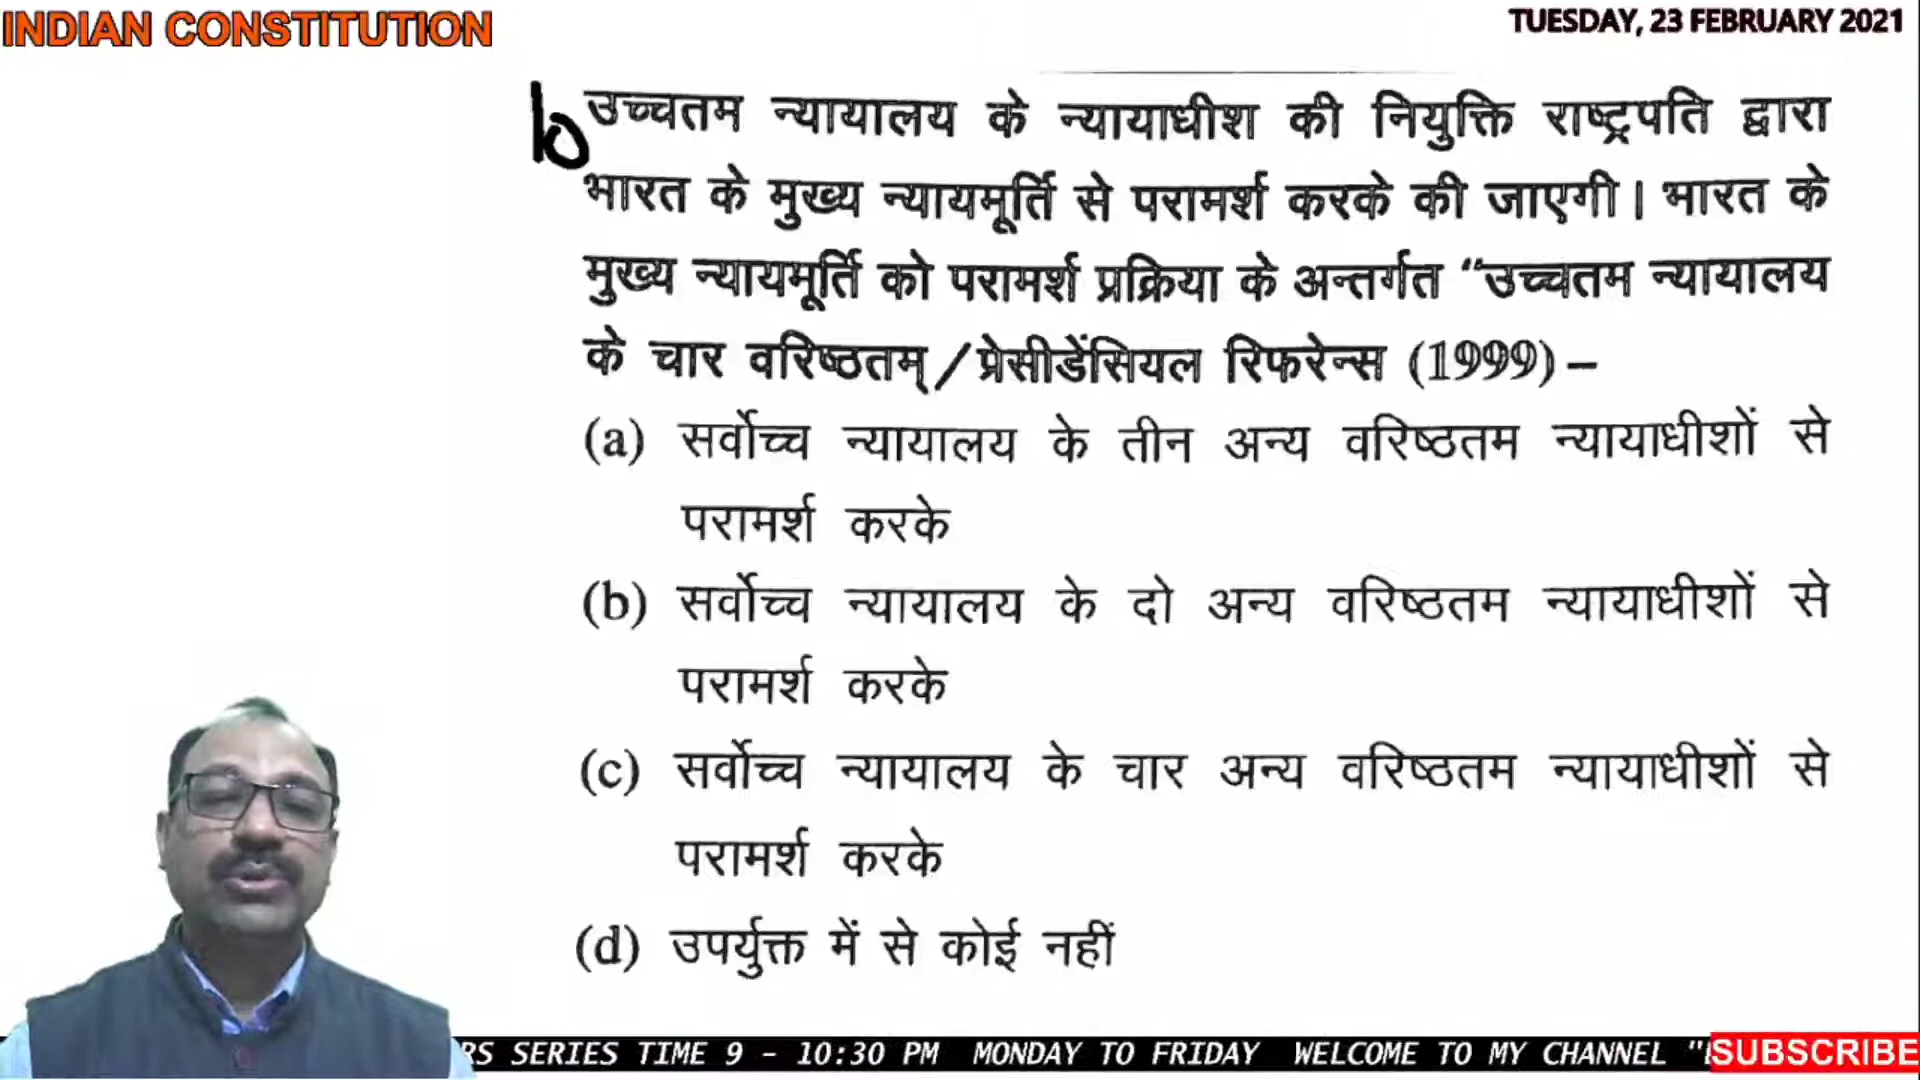 INDIAN CONSTITUTION
TUESDAY, 23 FEBRUARY 2021
उच्चतम न्यायालय के न्यायाधीश की नियुक्ति राष्ट्रपति द्वारा
भारत के मुख्य न्यायमूर्ति से परामर्श करके की जाएगी। भारत के
मुख्य न्यायमूर्ति को परामर्श प्रक्रिया के अन्तर्गत “उच्चतम न्यायालय
के चार वरिष्ठतम्/प्रेसीडेंसियल रिफरेन्स (1999)–
(a) सर्वोच्च न्यायालय के तीन अन्य वरिष्ठतम न्यायाधीशों से
परामर्श करके
(b) सर्वोच्च न्यायालय के दो अन्य वरिष्ठतम न्यायाधीशों से
परामर्श करके
(c) सर्वोच्च न्यायालय के चार अन्य वरिष्ठतम न्यायाधीशों से
परामर्श करके
(d) उपर्युक्त में से कोई नहीं
RS SERIES TIME 9 - 10:30 PM MONDAY TO FRIDAY WELCOME TO MY CHANNEL "
SUBSCRIBE